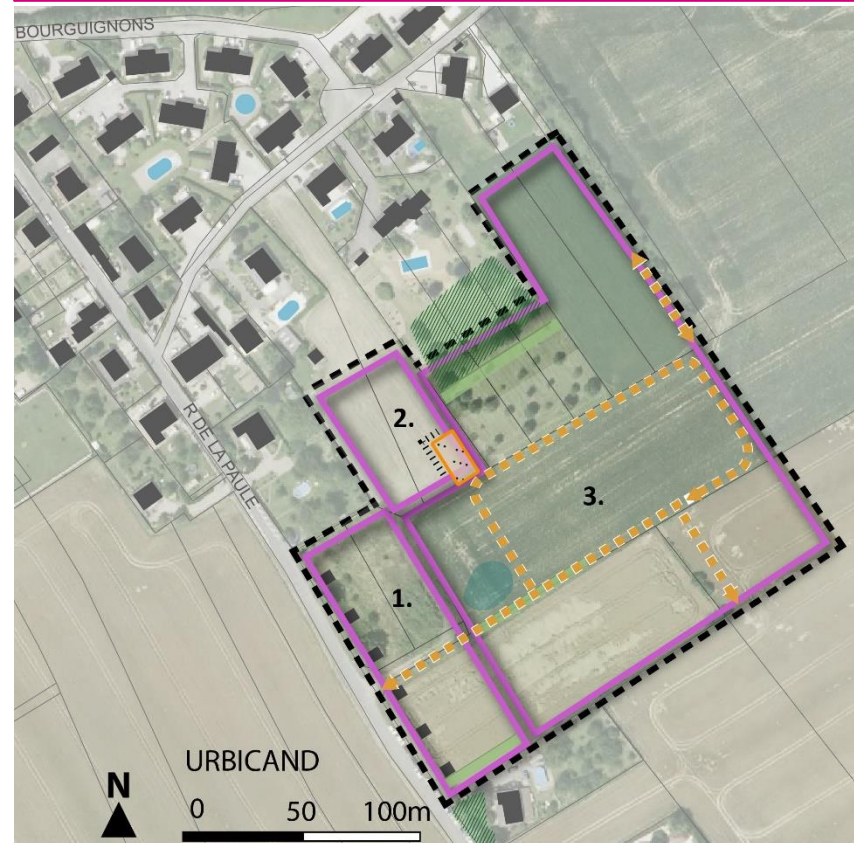 BOURGUIGNONS
R DE LA PAULE
2.
3.
1.
URBICAND
N
0 50 100m